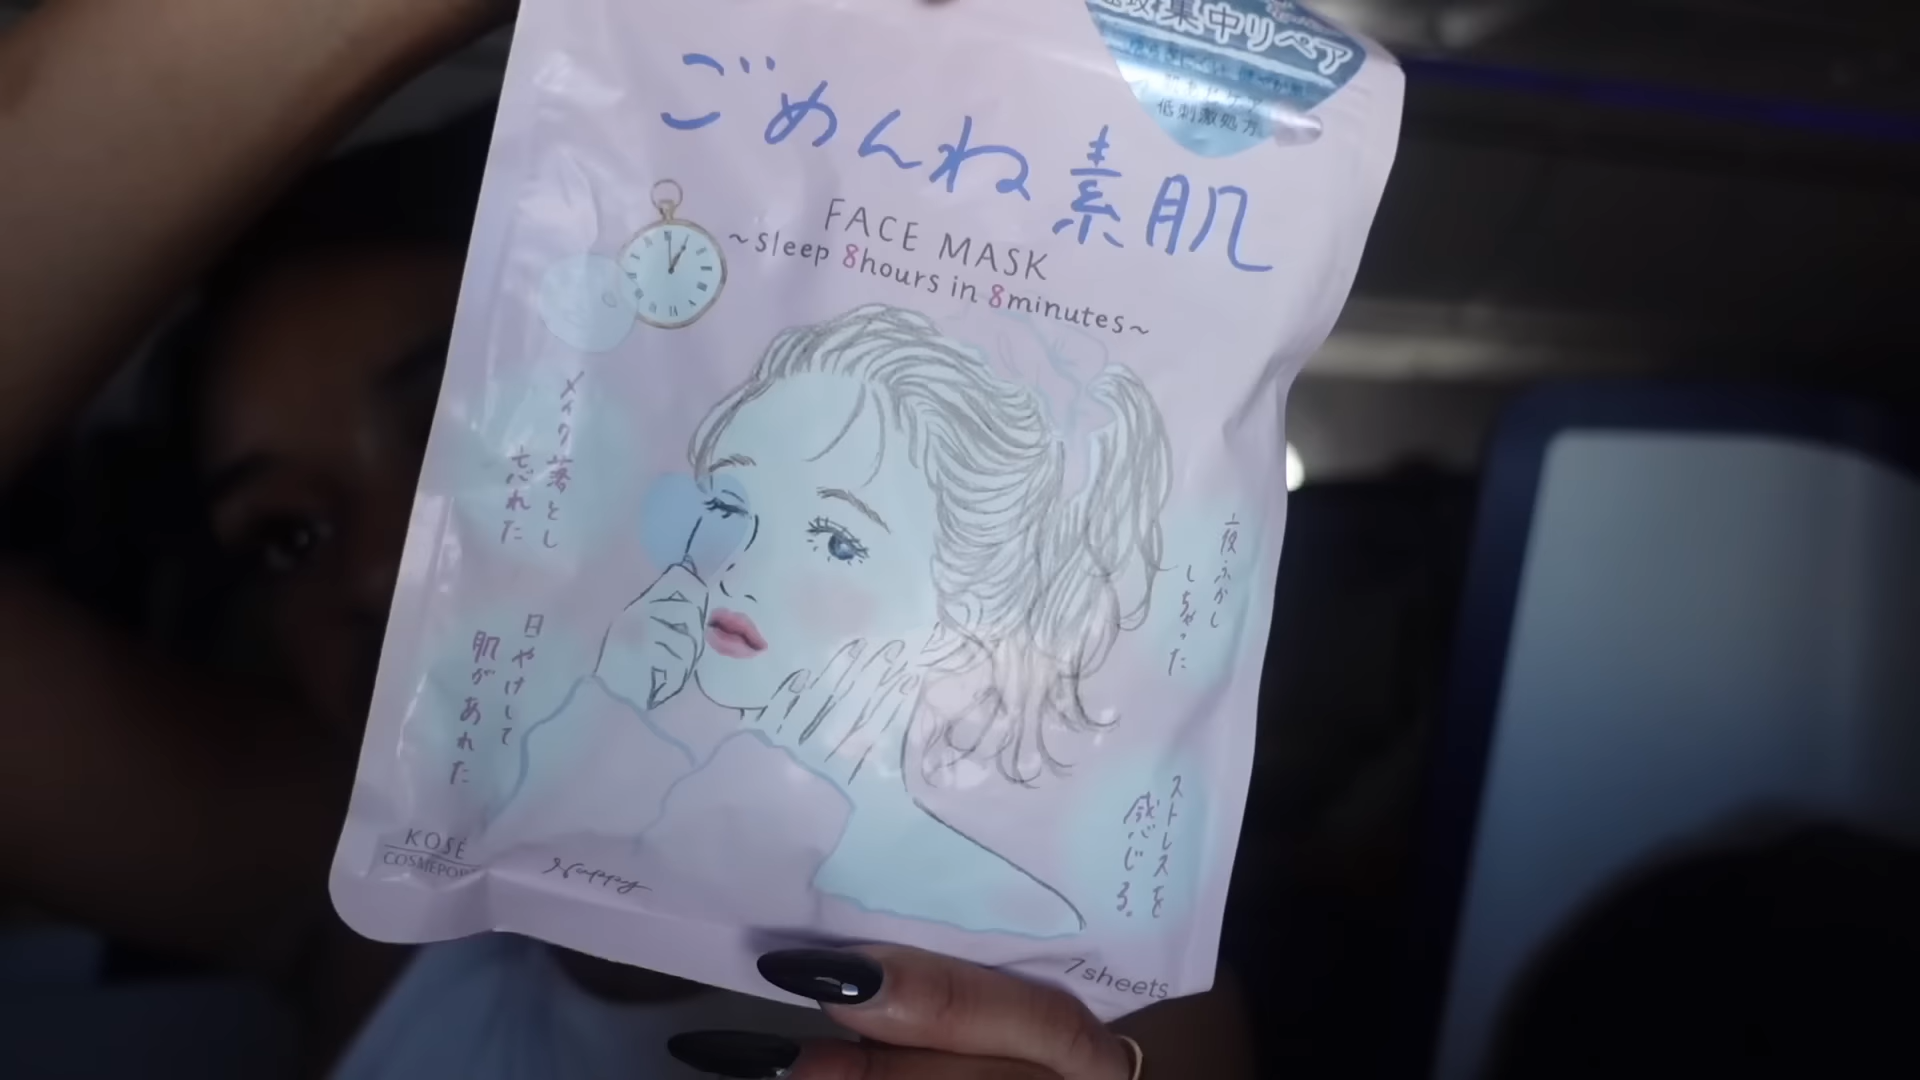 集中リペア
低刺激処方
ごめんね素肌
FACE MASK
~sleep 8hours in 8minutes~
メイク落とし
忘れた
夜ふかし
しちゃった
日やけして
肌があれた
ストレスを
感じる。
KOSÉ
COSMEPORT
Nuppy
7sheets